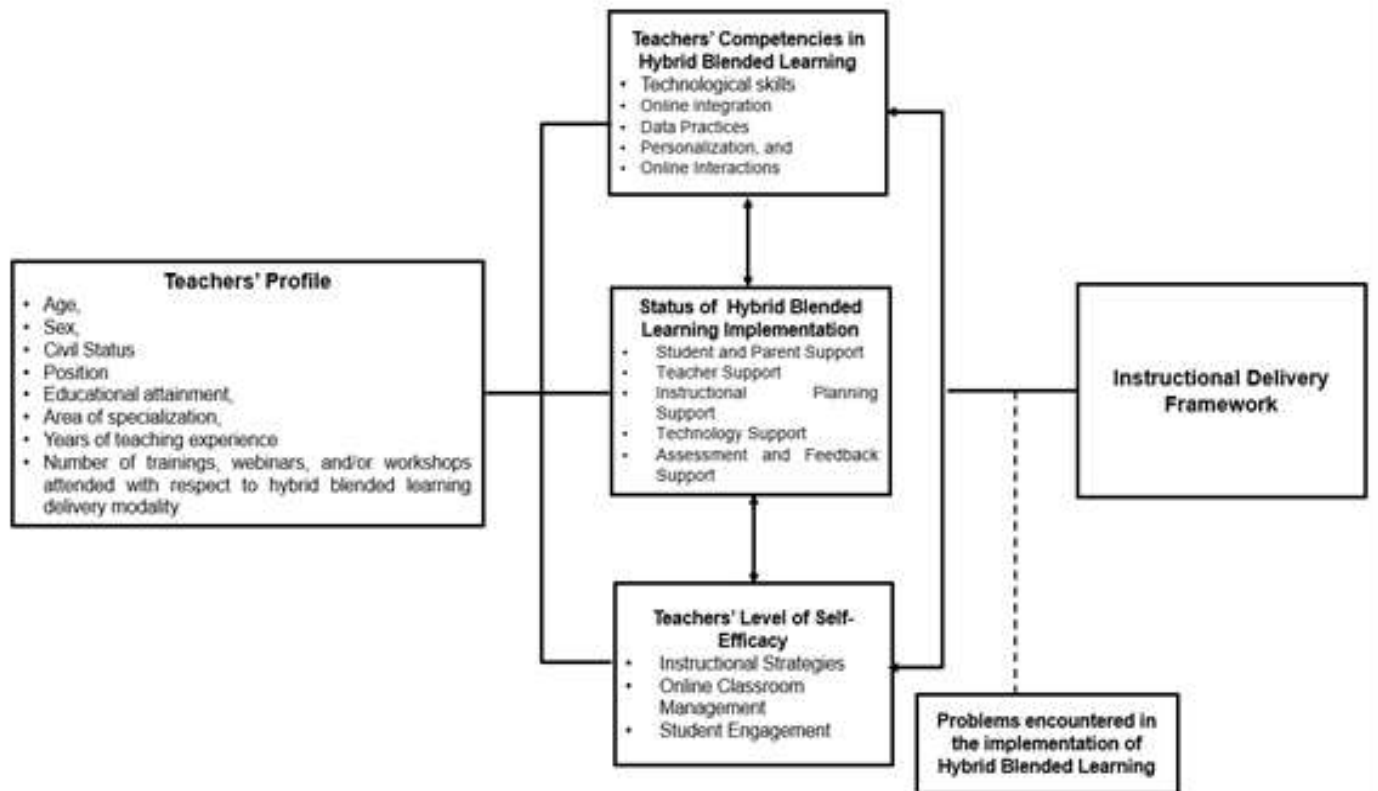 Teachers' Competencies in
Hybrid Blended Learning
• Technological skills
• Online integration
• Data Practices
• Personalization, and
• Online Interactions
Teachers' Profile
• Age,
• Sex,
• Civil Status
• Position
• Educational attainment,
• Area of specialization,
• Years of teaching experience
• Number of trainings, webinars, and/or workshops
attended with respect to hybrid blended learning
delivery modality
Status of Hybrid Blended
Learning Implementation
• Student and Parent Support
• Teacher Support
• Instructional Planning
Support
• Technology Support
• Assessment and Feedback
Support
Teachers' Level of Self-
Efficacy
• Instructional Strategies
• Online Classroom
Management
• Student Engagement
Instructional Delivery
Framework
Problems encountered in
the implementation of
Hybrid Blended Learning